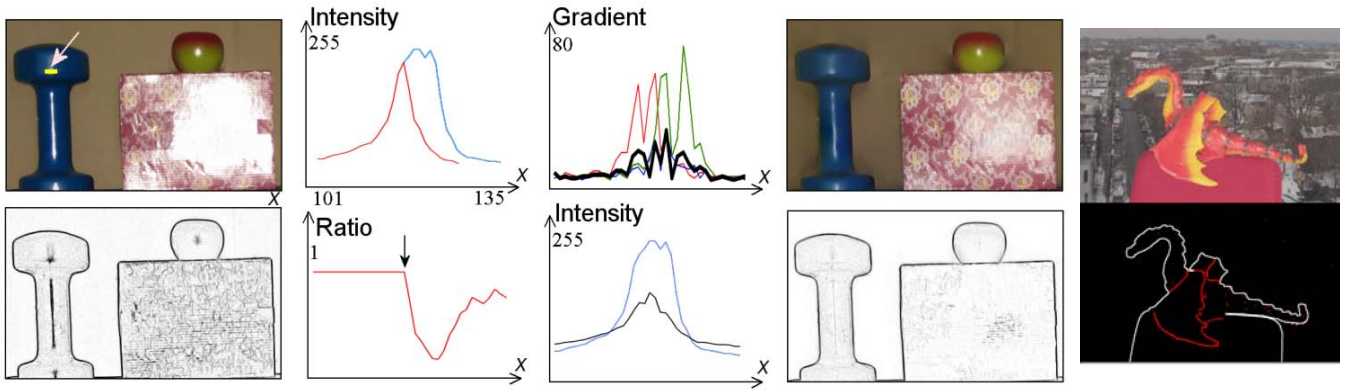 Intensity
255
101
135
X
Gradient
80
X
X
Ratio
1
X
Intensity
255
X